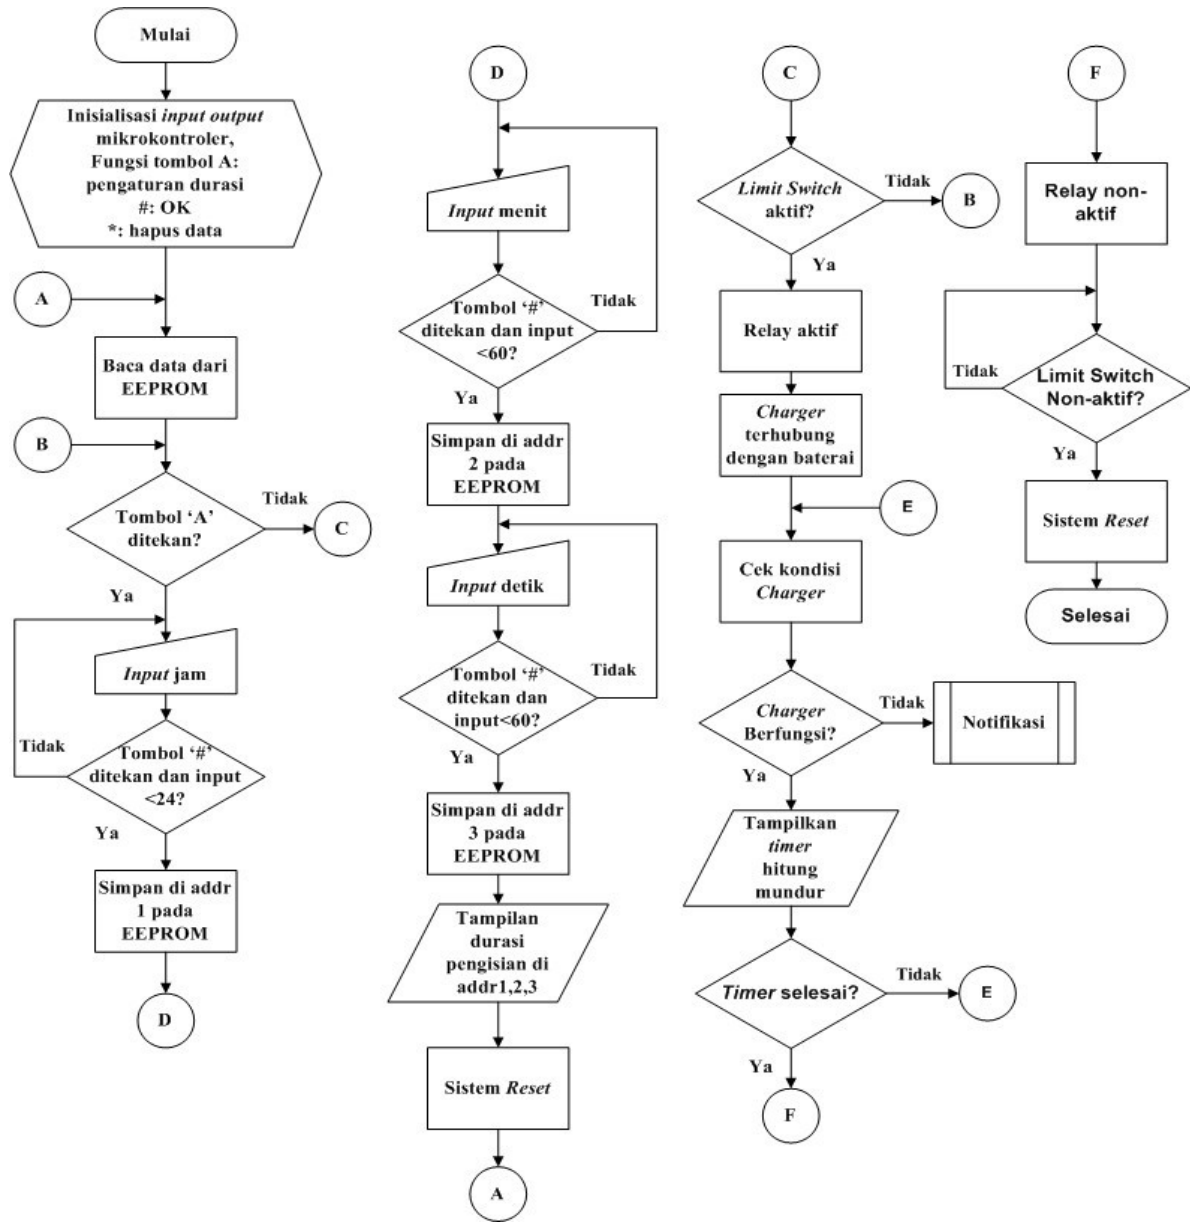 Mulai
Inisialisasi input output
mikrokontroler,
Fungsi tombol A:
pengaturan durasi
#: OK
*: hapus data
A
Baca data dari
EEPROM
B
Tombol ‘A’
ditekan?
Tidak
C
Ya
Input jam
Tidak
Tombol ‘#’
ditekan dan input
<24?
Ya
Simpan di addr
1 pada
EEPROM
D
D
Input menit
Tombol ‘#’
ditekan dan input
<60?
Tidak
Ya
Simpan di addr
2 pada
EEPROM
Input detik
Tombol ‘#’
ditekan dan
input<60?
Tidak
Ya
Simpan di addr
3 pada
EEPROM
Tampilan
durasi
pengisian di
addr1,2,3
Sistem Reset
A
C
Limit Switch
aktif?
Tidak
B
Ya
Relay aktif
Charger
terhubung
dengan baterai
E
Cek kondisi
Charger
Charger
Berfungsi?
Tidak
Notifikasi
Ya
Tampilkan
timer
hitung
mundur
Timer selesai?
Tidak
E
Ya
F
F
Relay non-
aktif
Tidak
Limit Switch
Non-aktif?
Ya
Sistem Reset
Selesai